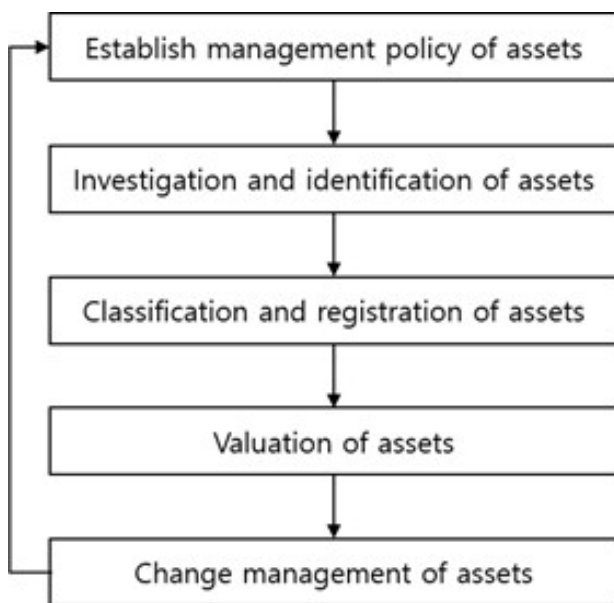 Establish management policy of assets
Investigation and identification of assets
Classification and registration of assets
Valuation of assets
Change management of assets